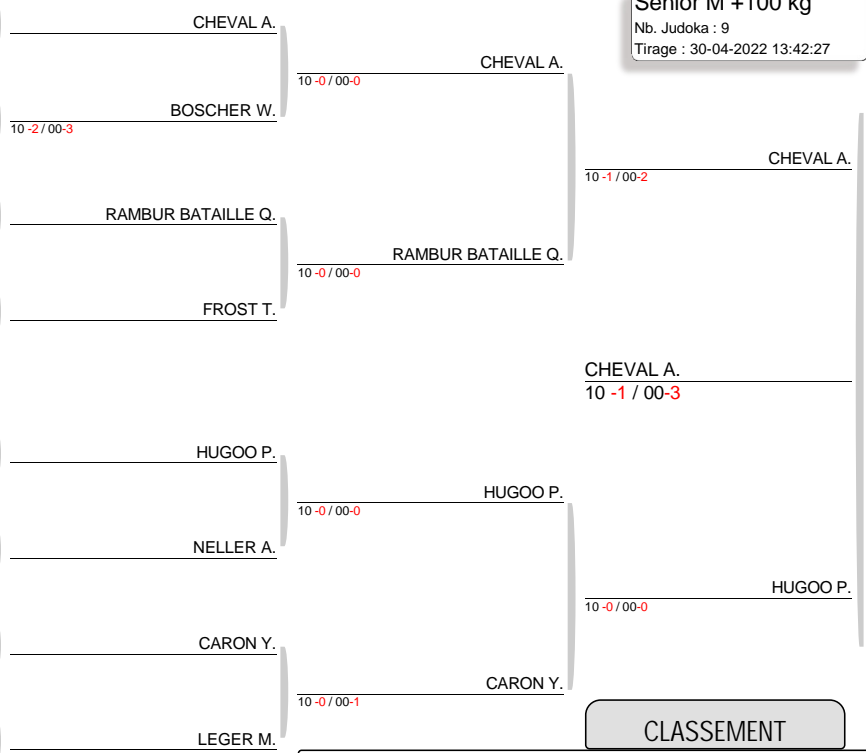 Senior M +100 kg
Nb. Judoka : 9
Tirage : 30-04-2022 13:42:27
CHEVAL A.
BOSCHER W.
10 -2 / 00-3
RAMBUR BATAILLE Q.
FROST T.
HUGOO P.
NELLER A.
CARON Y.
LEGER M.
CHEVAL A.
10 -0 / 00-0
RAMBUR BATAILLE Q.
10 -0 / 00-0
HUGOO P.
10 -0 / 00-0
CARON Y.
10 -0 / 00-1
CHEVAL A.
10 -1 / 00-2
CHEVAL A.
10 -1 / 00-3
HUGOO P.
10 -0 / 00-0
CLASSEMENT